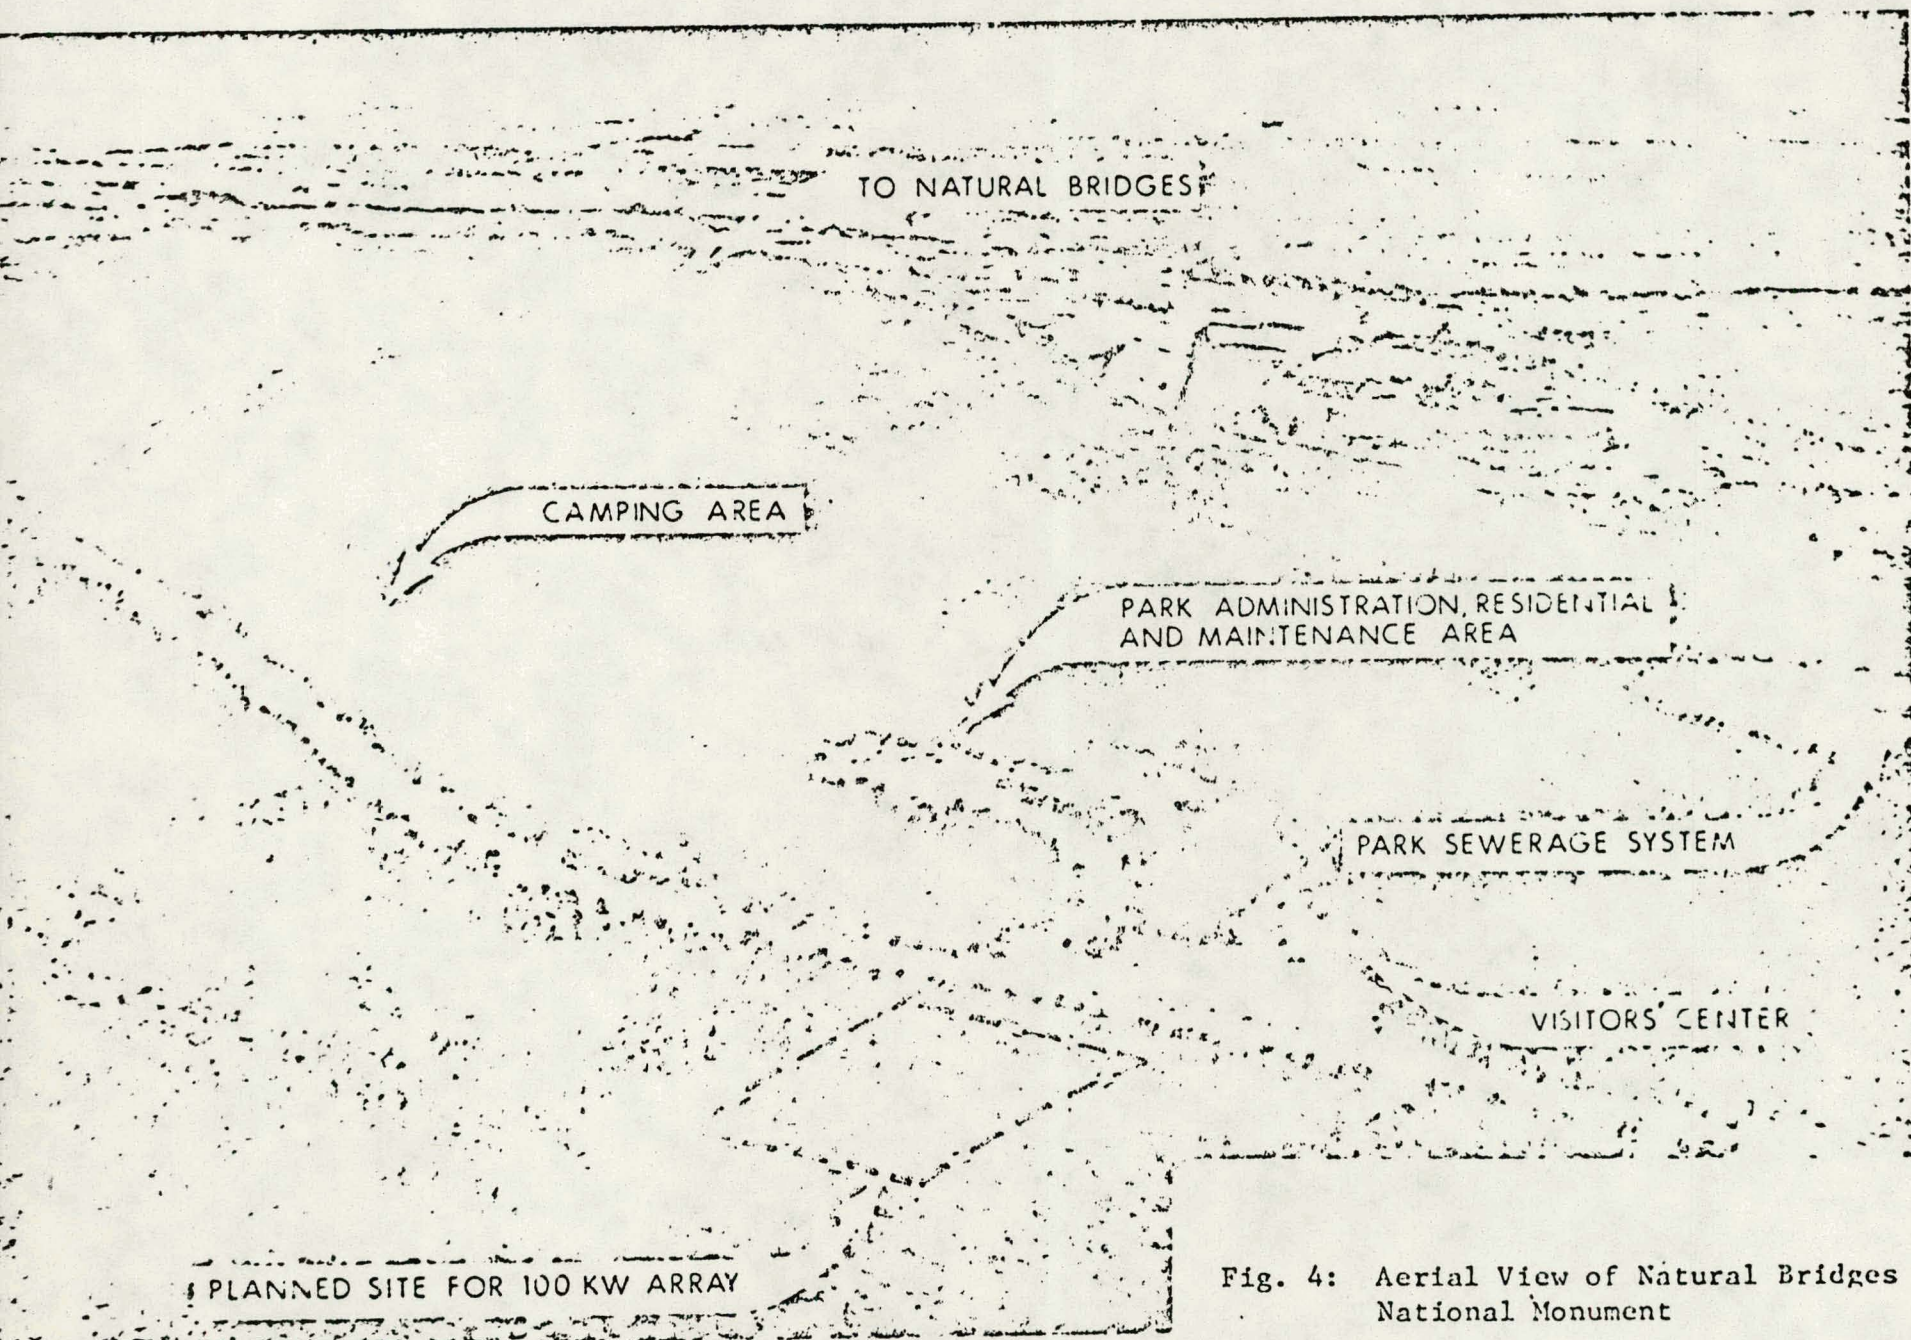 TO NATURAL BRIDGES
CAMPING AREA
PARK ADMINISTRATION, RESIDENTIAL
AND MAINTENANCE AREA
PARK SEWERAGE SYSTEM
VISITORS' CENTER
PLANNED SITE FOR 100 KW ARRAY
Fig. 4: Aerial View of Natural Bridges
National Monument